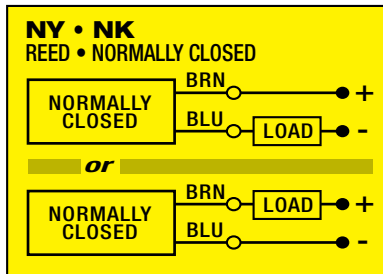 NY • NK
REED • NORMALLY CLOSED
BRN
+
NORMALLY
CLOSED
BLU
LOAD
-
or
BRN
LOAD
+
NORMALLY
CLOSED
BLU
-